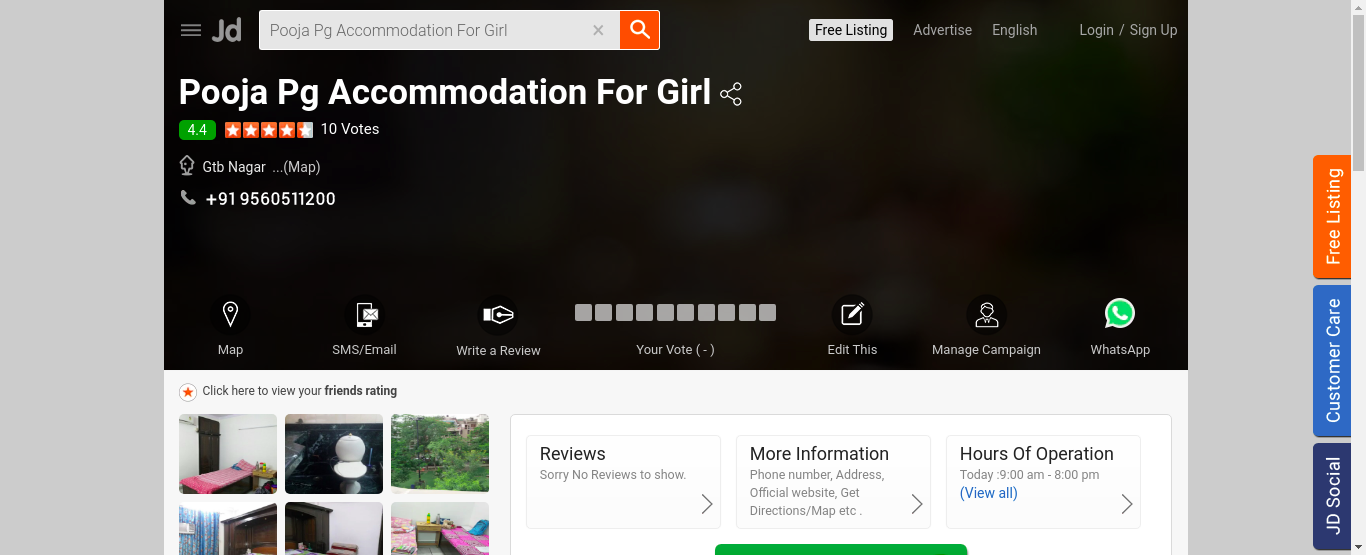 Jd
Pooja Pg Accommodation For Girl
Free Listing
Advertise
English
Login / Sign Up
Pooja Pg Accommodation For Girl
4.4
10 Votes
Gtb Nagar ...(Map)
+91 9560511200
Map
SMS/Email
Write a Review
Your Vote ( - )
Edit This
Manage Campaign
WhatsApp
Click here to view your friends rating
Reviews
Sorry No Reviews to show.
More Information
Phone number, Address,
Official website, Get
Directions/Map etc .
Hours Of Operation
Today :9:00 am - 8:00 pm
(View all)
Free Listing
Customer Care
JD Social